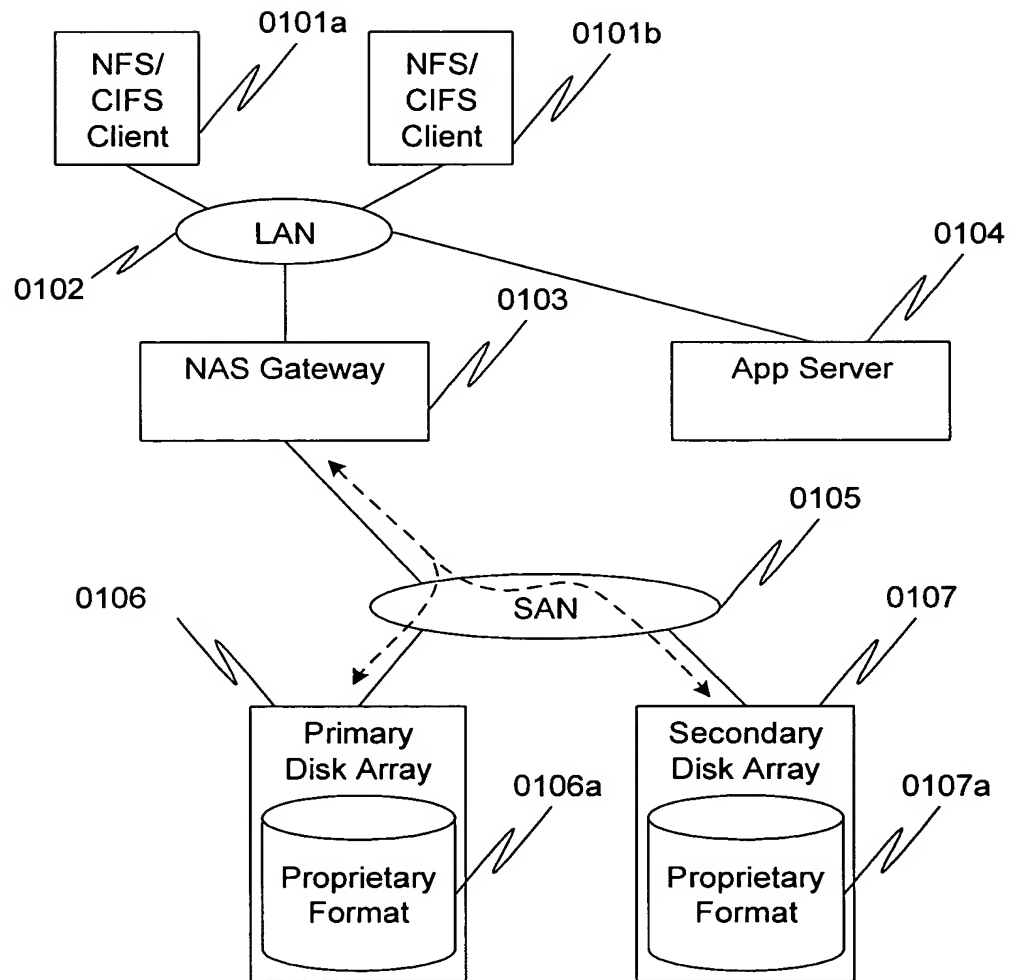 0101a
0101b
NFS/
CIFS
Client
NFS/
CIFS
Client
LAN
0102
0104
0103
NAS Gateway
App Server
0105
0106
SAN
0107
Primary
Disk Array
Secondary
Disk Array
0106a
0107a
Proprietary
Format
Proprietary
Format